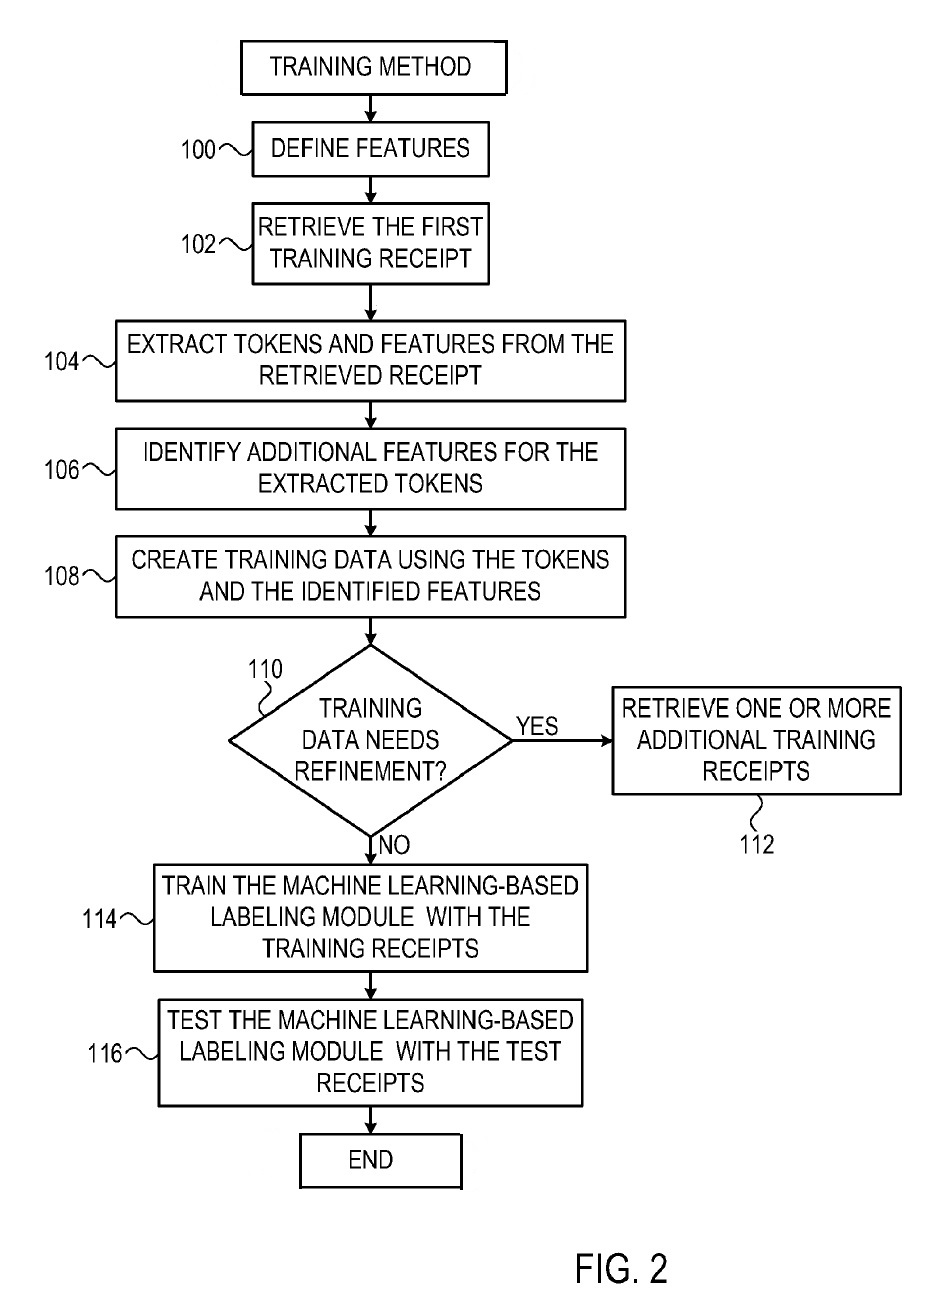 TRAINING METHOD
100
DEFINE FEATURES
102
RETRIEVE THE FIRST
TRAINING RECEIPT
104
EXTRACT TOKENS AND FEATURES FROM THE
RETRIEVED RECEIPT
106
IDENTIFY ADDITIONAL FEATURES FOR THE
EXTRACTED TOKENS
108
CREATE TRAINING DATA USING THE TOKENS
AND THE IDENTIFIED FEATURES
110
TRAINING
DATA NEEDS
REFINEMENT?
YES
RETRIEVE ONE OR MORE
ADDITIONAL TRAINING
RECEIPTS
112
NO
114
TRAIN THE MACHINE LEARNING-BASED
LABELING MODULE WITH THE
TRAINING RECEIPTS
116
TEST THE MACHINE LEARNING-BASED
LABELING MODULE WITH THE TEST
RECEIPTS
END
FIG. 2